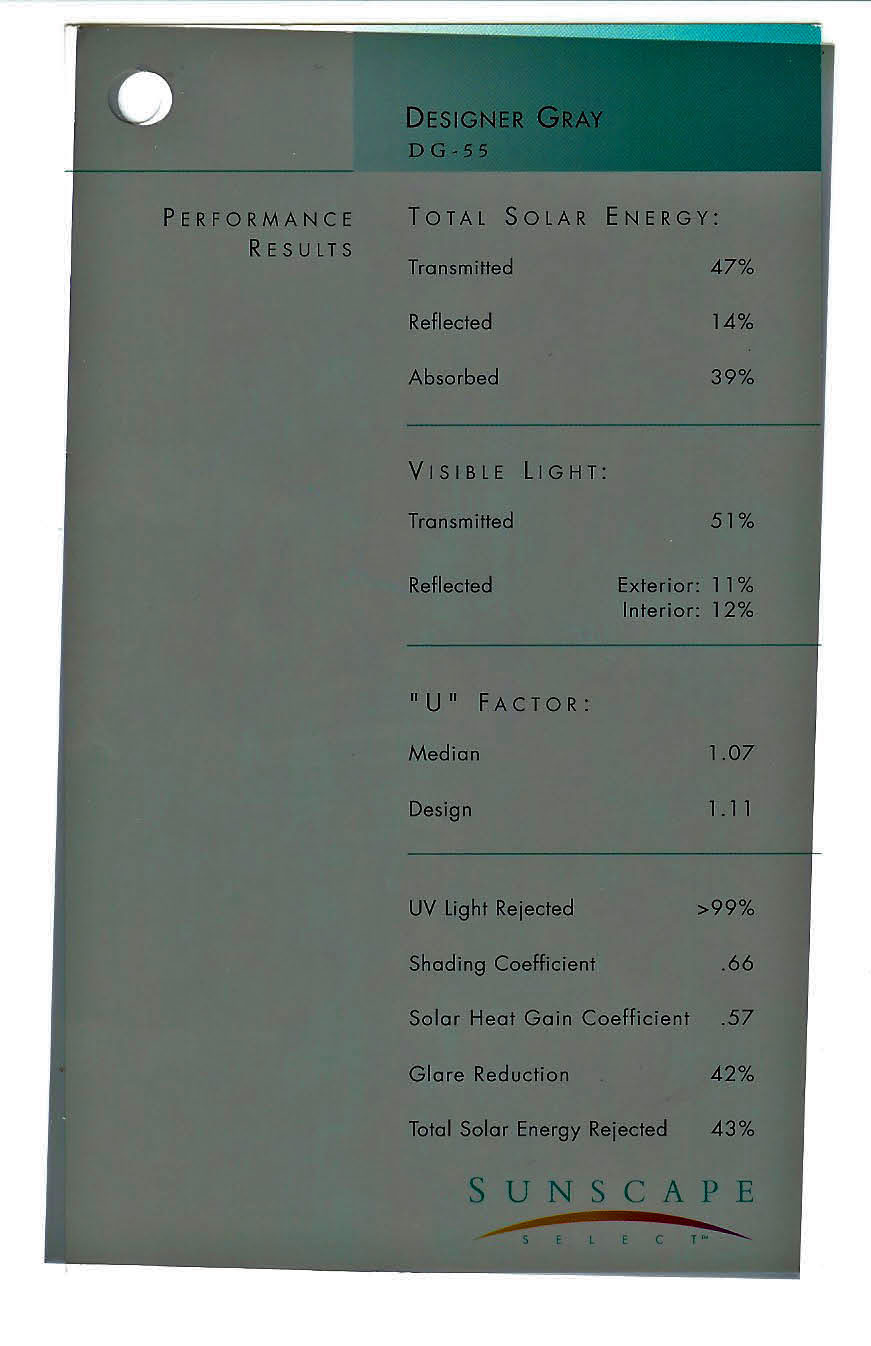 DESIGNER GRAY
DG-55
PERFORMANCE
RESULTS
TOTAL SOLAR ENERGY:
Transmitted 47%
Reflected 14%
Absorbed 39%
VISIBLE LIGHT:
Transmitted 51%
Reflected Exterior: 11%
Interior: 12%
"U" FACTOR:
Median 1.07
Design 1.11
UV Light Rejected >99%
Shading Coefficient .66
Solar Heat Gain Coefficient .57
Glare Reduction 42%
Total Solar Energy Rejected 43%
SUNSCAPE
SELECT™